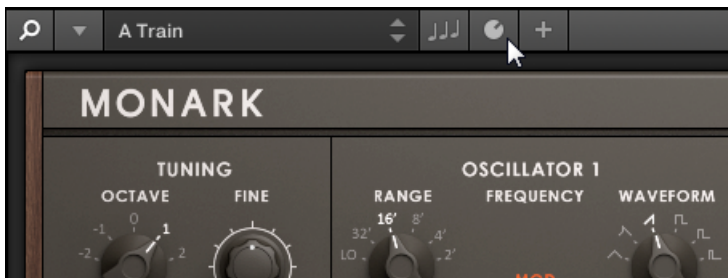 A Train
MONARK
TUNING
OSCILLATOR 1
OCTAVE FINE RANGE FREQUENCY WAVEFORM
-2 -1 0 1 2
LO 32' 16' 8' 4' 2'
MOD